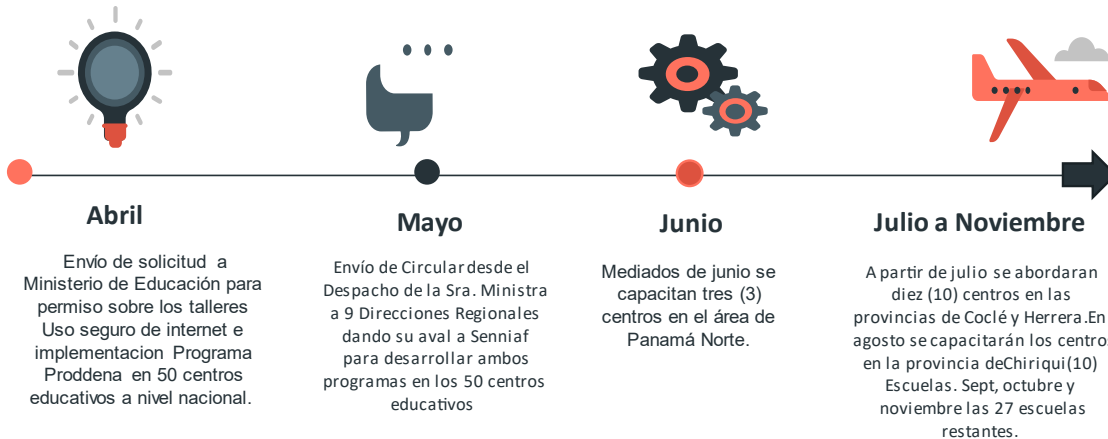 Abril
Envío de solicitud a
Ministerio de Educación para
permiso sobre los talleres
Uso seguro de internet e
implementacion Programa
Proddena en 50 centros
educativos a nivel nacional.
Mayo
Envío de Circular desde el
Despacho de la Sra. Ministra
a 9 Direcciones Regionales
dando su aval a Senniaf
para desarrollar ambos
programas en los 50 centros
educativos
Junio
Mediados de junio se
capacitan tres (3)
centros en el área de
Panamá Norte.
Julio a Noviembre
A partir de julio se abordaran
diez (10) centros en las
provincias de Coclé y Herrera.En
agosto se capacitarán los centros
en la provincia deChiriqui(10)
Escuelas. Sept, octubre y
noviembre las 27 escuelas
restantes.